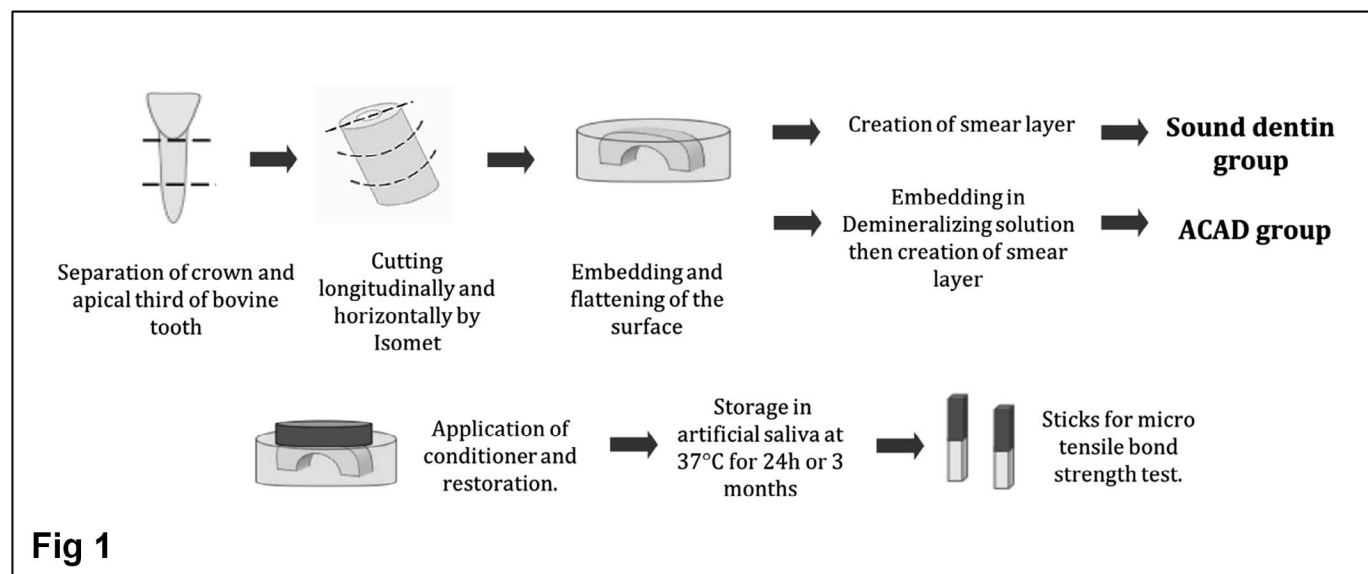 Creation of smear layer
Sound dentin
group
Embedding in
Demineralizing solution
then creation of smear
layer
ACAD group
Separation of crown and
apical third of bovine
tooth
Cutting
longitudinally and
horizontally by
Isomet
Embedding and
flattening of the
surface
Application of
conditioner and
restoration.
Storage in
artificial saliva at
37°C for 24h or 3
months
Sticks for micro
tensile bond
strength test.
Fig 1